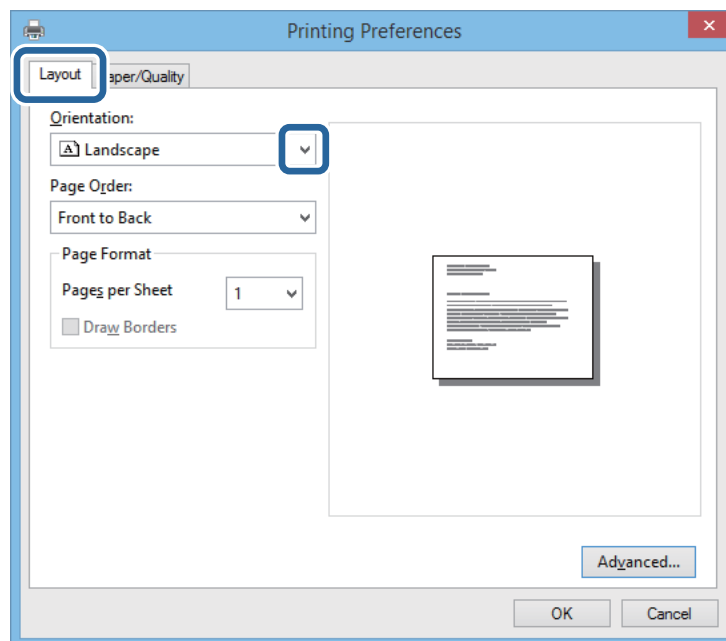 Printing Preferences
Layout
aper/Quality
Orientation:
Landscape
Page Order:
Front to Back
Page Format
Pages per Sheet
1
Draw Borders
Advanced...
OK
Cancel